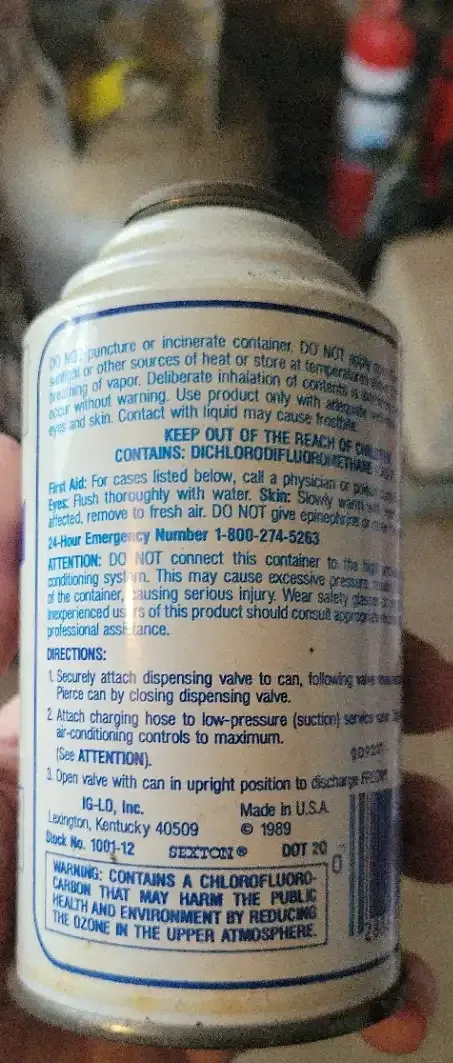 DO NOT puncture or incinerate container. DO NOT apply
sunlight or other sources of heat or store at temperatures
breathing of vapor. Deliberate inhalation of contents is
occur without warning. Use product only with adequate
eyes and skin. Contact with liquid may cause frostbite.
KEEP OUT OF THE REACH OF CHILDREN
CONTAINS: DICHLORODIFLUOROMETHANE
First Aid: For cases listed below, call a physician or poison
Eyes: Flush thoroughly with water. Skin: Slowly warm
affected, remove to fresh air. DO NOT give epinephrine or
24-Hour Emergency Number 1-800-274-5263
ATTENTION: DO NOT connect this container to the high
conditioning system. This may cause excessive pressure
of the container, causing serious injury. Wear safety glasses
Inexperienced users of this product should consult appropriate
professional assistance.
DIRECTIONS:
1. Securely attach dispensing valve to can, following valve
Pierce can by closing dispensing valve.
2. Attach charging hose to low-pressure (suction) service
air-conditioning controls to maximum.
(See ATTENTION).
3. Open valve with can in upright position to discharge
IG-LO, Inc. Made in U.S.A.
Lexington, Kentucky 40509 © 1989
Stock No. 1001-12 SEXTON® DOT 20
0
WARNING: CONTAINS A CHLOROFLUORO-
CARBON THAT MAY HARM THE PUBLIC
HEALTH AND ENVIRONMENT BY REDUCING
THE OZONE IN THE UPPER ATMOSPHERE.